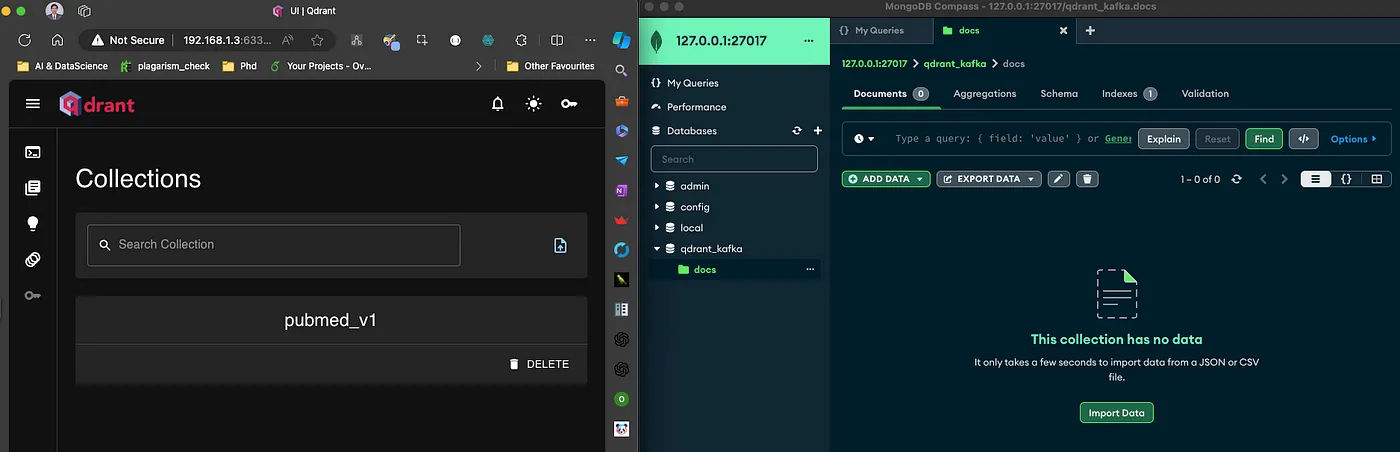 UI | Qdrant
Not Secure 192.168.1.3:633...
AI & DataScience plagarism_check Phd Your Projects - Ov... Other Favourites
qdrant
Collections
Search Collection
pubmed_v1
DELETE
MongoDB Compass - 127.0.0.1:27017/qdrant_kafka.docs
127.0.0.1:27017 ...
My Queries
Performance
Databases
Search
admin
config
local
qdrant_kafka
docs ...
{} My Queries docs
127.0.0.1:27017 > qdrant_kafka > docs
Documents 0 Aggregations Schema Indexes 1 Validation
Type a query: { field: 'value' } or Gener Explain Reset Find </> Options
ADD DATA EXPORT DATA 1 – 0 of 0 {}
This collection has no data
It only takes a few seconds to import data from a JSON or CSV
file.
Import Data